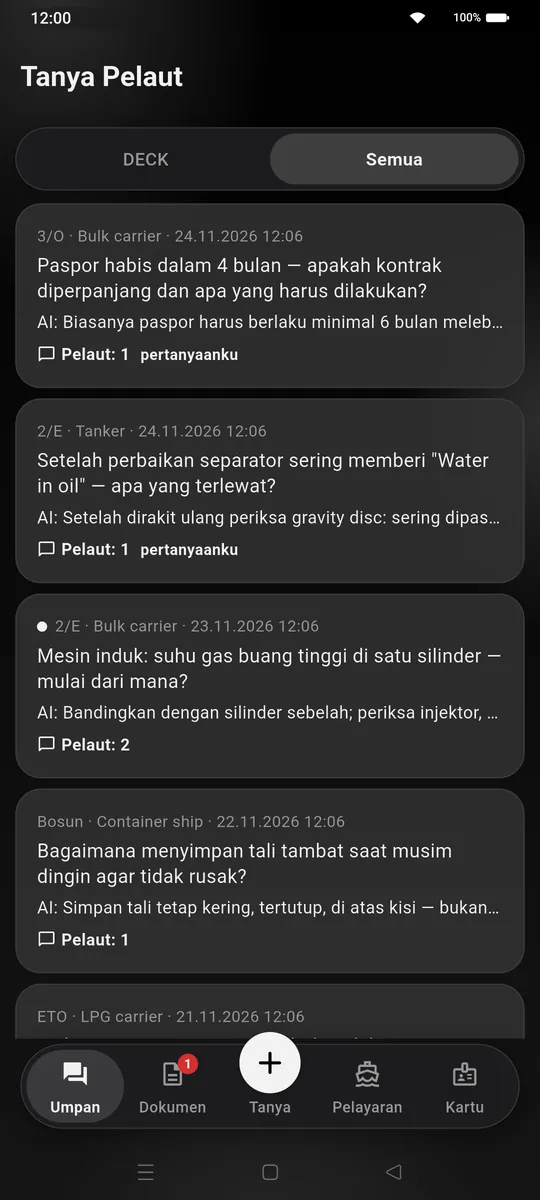 12:00
100%
Tanya Pelaut
DECK
Semua
3/O · Bulk carrier · 24.11.2026 12:06
Paspor habis dalam 4 bulan — apakah kontrak
diperpanjang dan apa yang harus dilakukan?
AI: Biasanya paspor harus berlaku minimal 6 bulan meleb…
Pelaut: 1 pertanyaanku
2/E · Tanker · 24.11.2026 12:06
Setelah perbaikan separator sering memberi "Water
in oil" — apa yang terlewat?
AI: Setelah dirakit ulang periksa gravity disc: sering dipas…
Pelaut: 1 pertanyaanku
2/E · Bulk carrier · 23.11.2026 12:06
Mesin induk: suhu gas buang tinggi di satu silinder —
mulai dari mana?
AI: Bandingkan dengan silinder sebelah; periksa injektor, …
Pelaut: 2
Bosun · Container ship · 22.11.2026 12:06
Bagaimana menyimpan tali tambat saat musim
dingin agar tidak rusak?
AI: Simpan tali tetap kering, tertutup, di atas kisi — bukan…
Pelaut: 1
ETO · LPG carrier · 21.11.2026 12:06
1
Umpan
Dokumen
Tanya
Pelayaran
Kartu